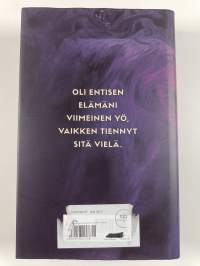 OLI ENTISEN
ELÄMÄNI
VIIMEINEN YÖ,
VAIKKEN TIENNYT
SITÄ VIELÄ.